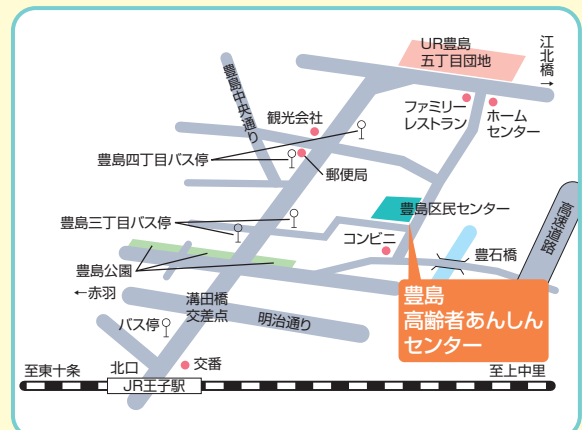 UR豊島
五丁目団地
江北橋
→
豊島中央通り
ファミリー
レストラン
ホーム
センター
観光会社
豊島四丁目バス停
郵便局
豊島区民センター
高速道路
豊島三丁目バス停
コンビニ
豊石橋
豊島公園
←赤羽
豊島
高齢者あんしん
センター
溝田橋
交差点
明治通り
バス停
至東十条
北口
交番
至上中里
JR王子駅